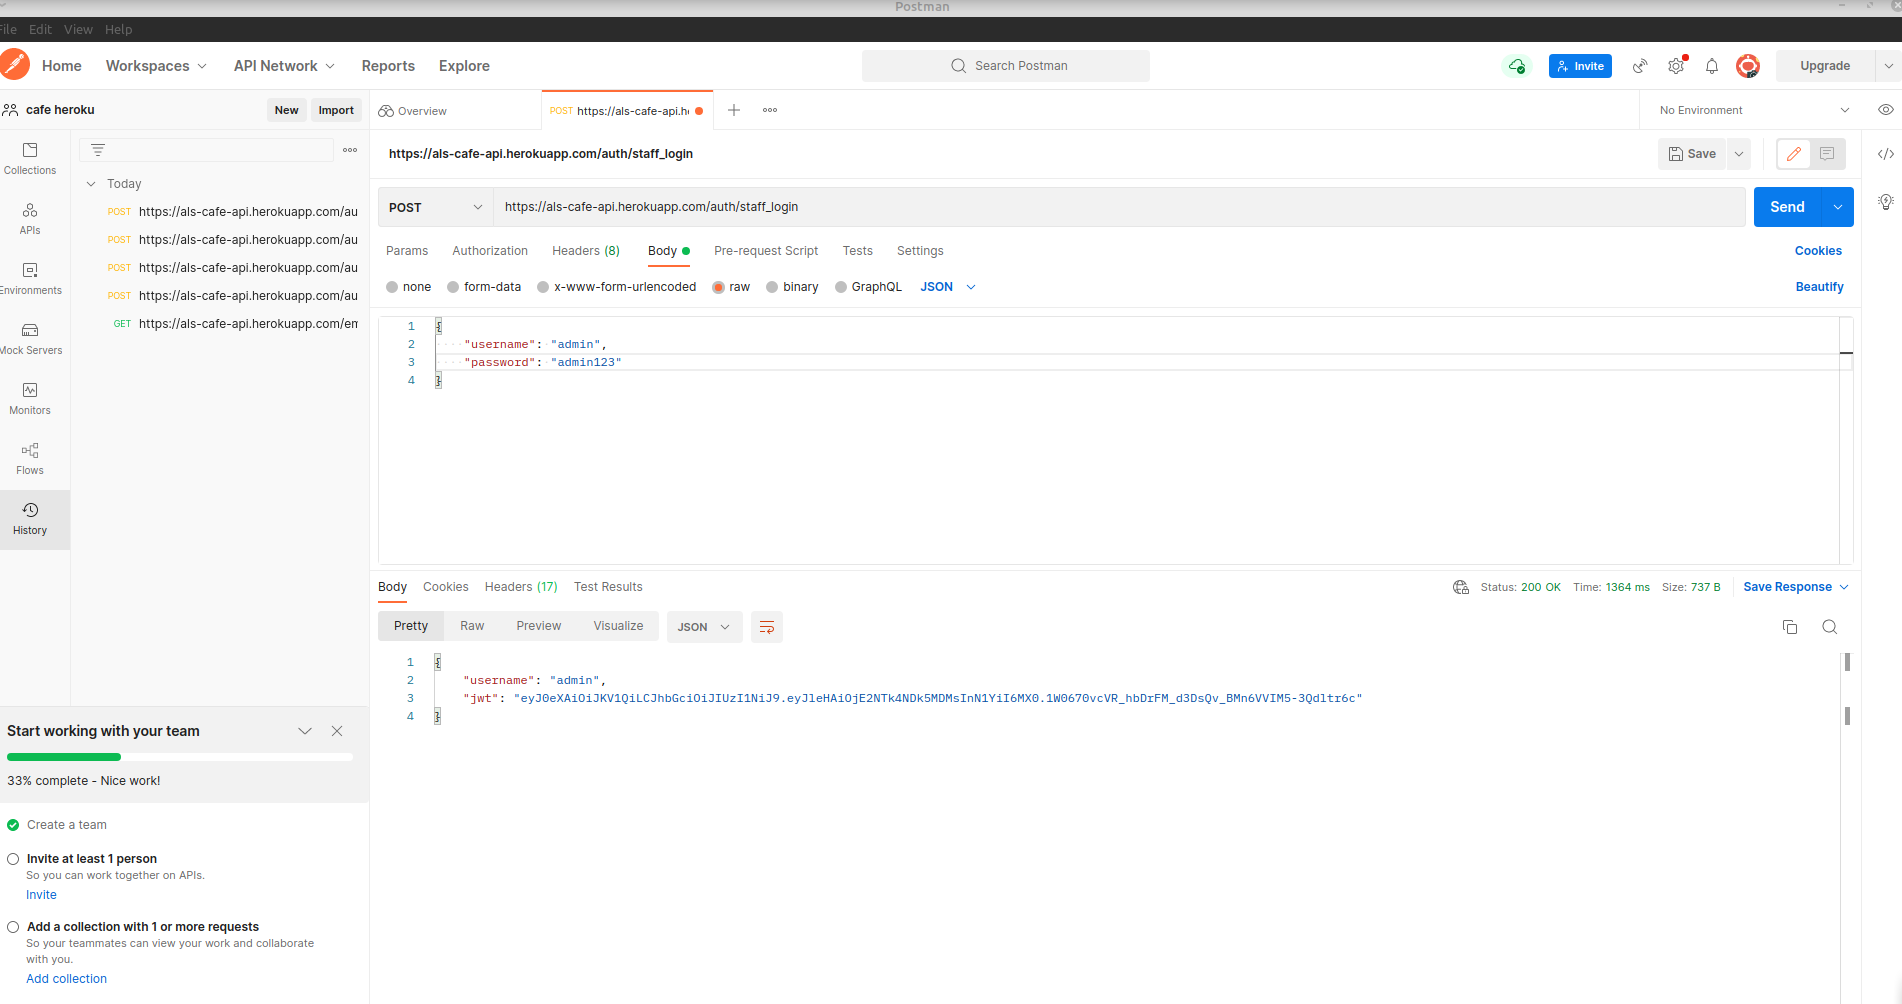 Postman
File Edit View Help
Home Workspaces API Network Reports Explore Search Postman Invite Upgrade
cafe heroku New Import Overview POST https://als-cafe-api.he No Environment
https://als-cafe-api.herokuapp.com/auth/staff_login Save
POST https://als-cafe-api.herokuapp.com/auth/staff_login Send
Params Authorization Headers (8) Body Pre-request Script Tests Settings Cookies
none form-data x-www-form-urlencoded raw binary GraphQL JSON Beautify
1 {
2 "username": "admin",
3 "password": "admin123"
4 }
Collections
APIs
Environments
Mock Servers
Monitors
Flows
History
Today
POST https://als-cafe-api.herokuapp.com/au
POST https://als-cafe-api.herokuapp.com/au
POST https://als-cafe-api.herokuapp.com/au
POST https://als-cafe-api.herokuapp.com/au
GET https://als-cafe-api.herokuapp.com/em
Body Cookies Headers (17) Test Results Status: 200 OK Time: 1364 ms Size: 737 B Save Response
Pretty Raw Preview Visualize JSON
1 {
2 "username": "admin",
3 "jwt": "eyJ0eXAiOiJKV1QiLCJhbGciOiJIUzI1NiJ9.eyJleHAiOjE2NTk4NDk5MDMsInN1YiI6MX0.1W0670vcVR_hbDrFM_d3DsQv_BMn6VVIM5-3Qdltr6c"
4 }
Start working with your team
33% complete - Nice work!
Create a team
Invite at least 1 person
So you can work together on APIs.
Invite
Add a collection with 1 or more requests
So your teammates can view your work and collaborate
with you.
Add collection